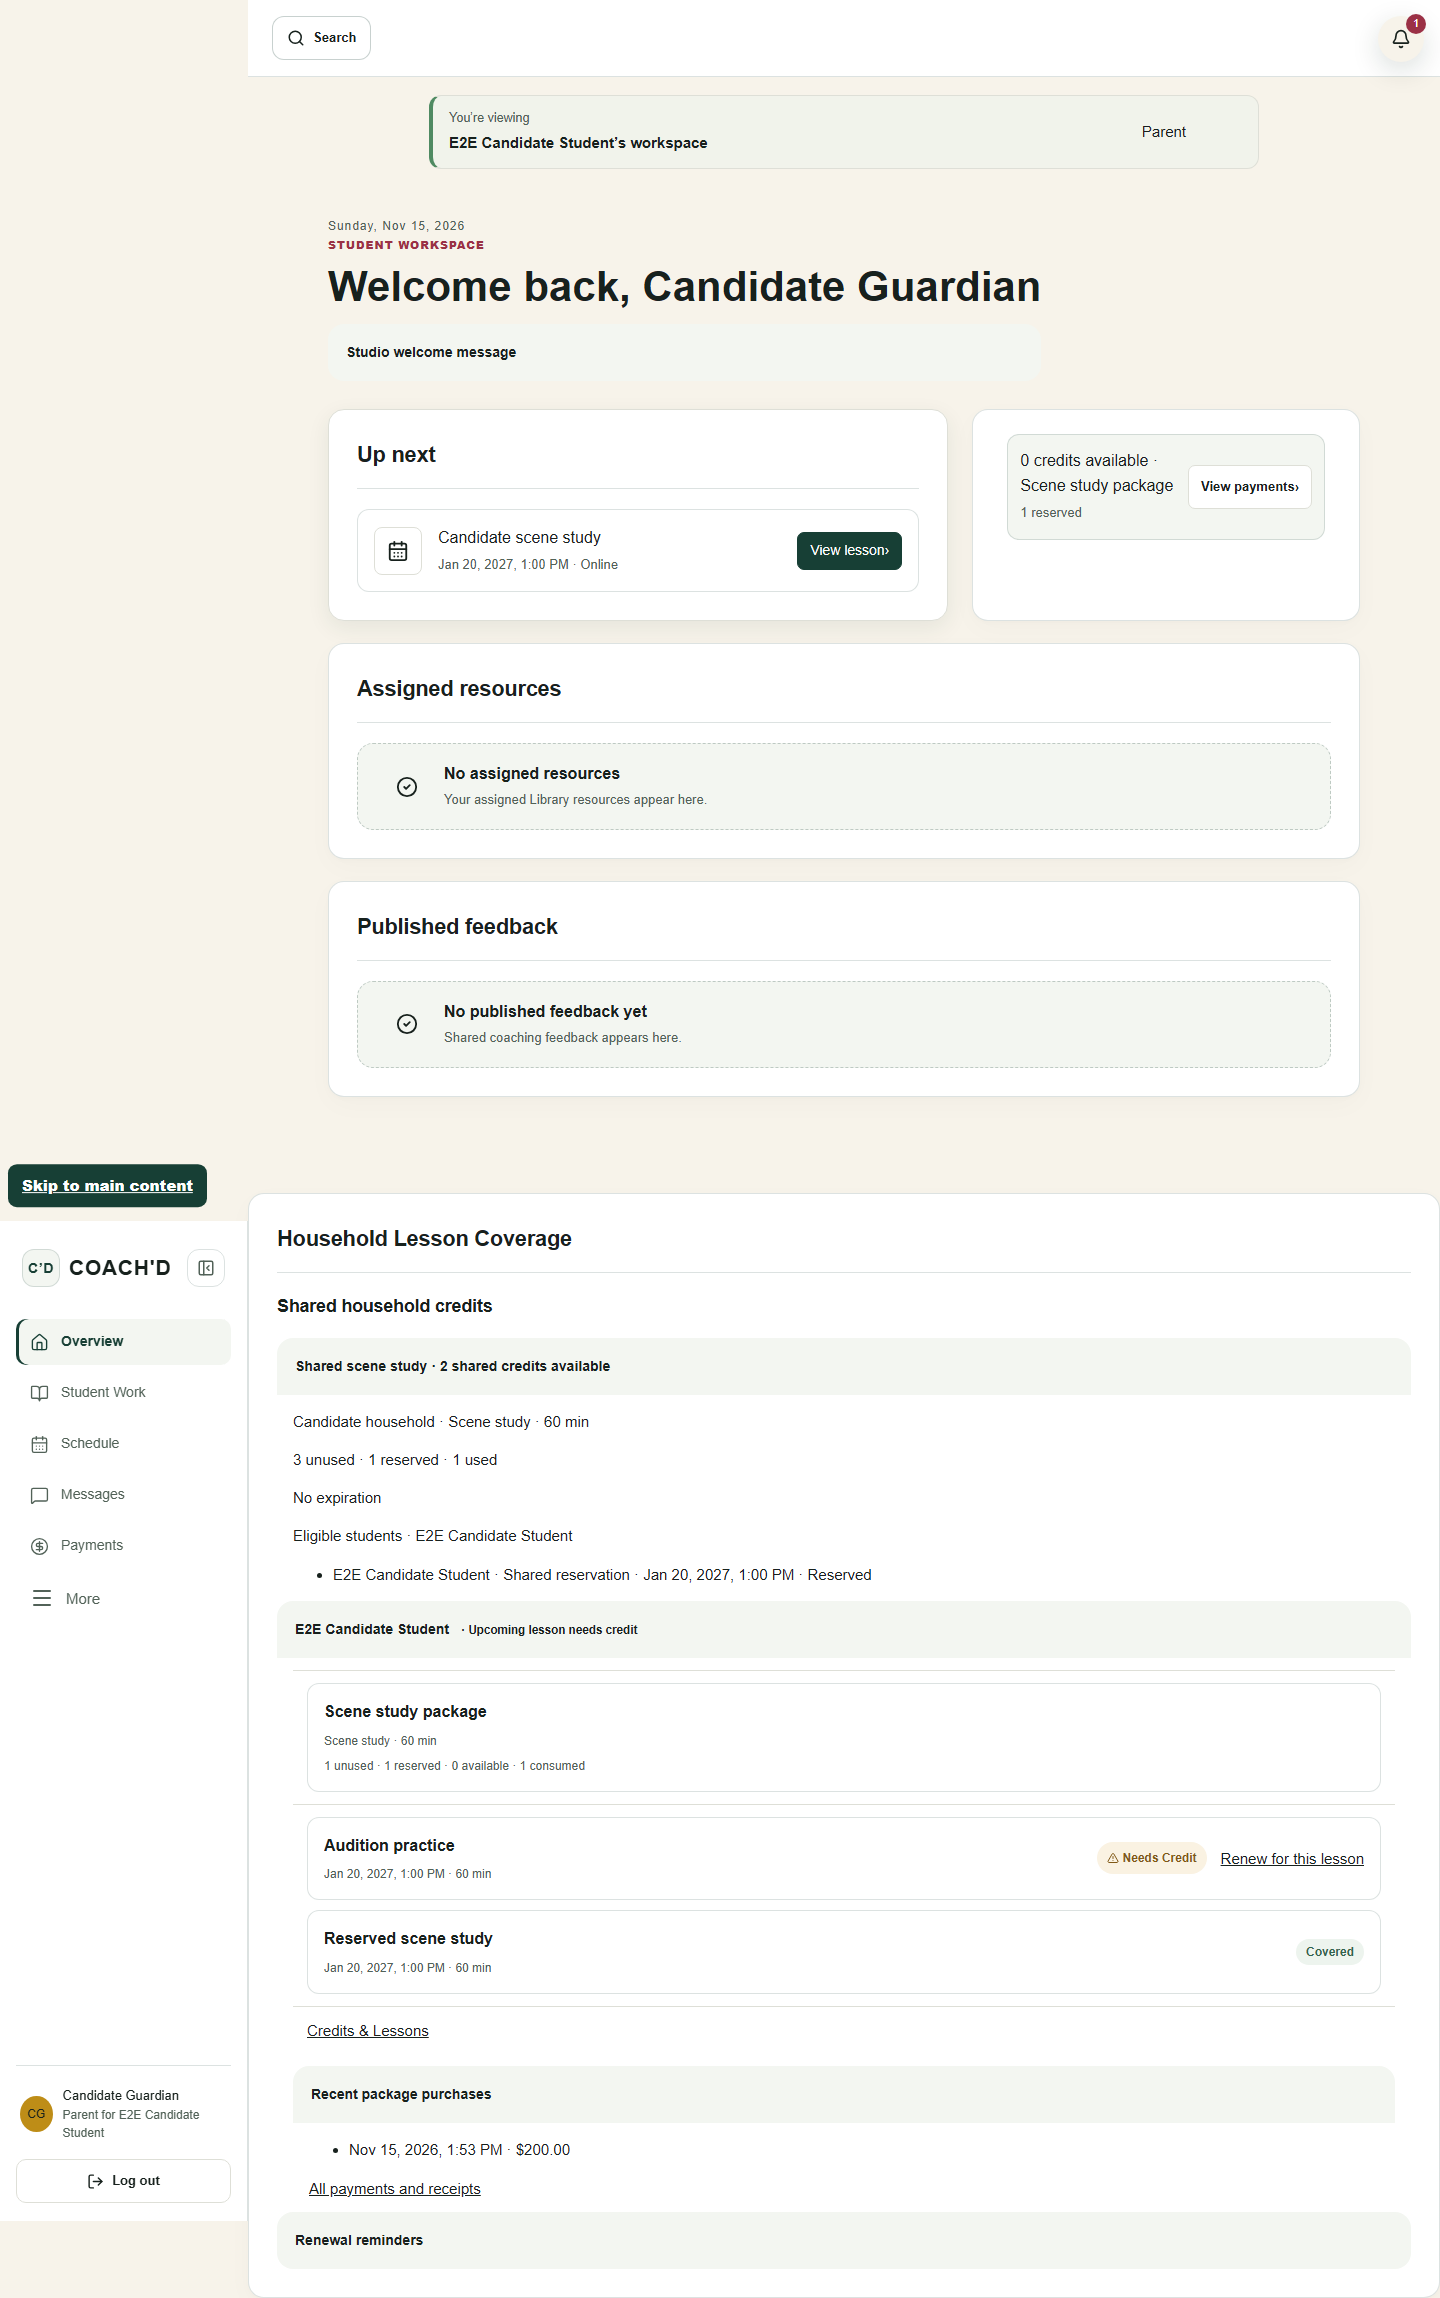 Search
1
You're viewing
E2E Candidate Student's workspace
Parent
Sunday, Nov 15, 2026
STUDENT WORKSPACE
Welcome back, Candidate Guardian
Studio welcome message
Up next
Candidate scene study
Jan 20, 2027, 1:00 PM · Online
View lesson›
0 credits available ·
Scene study package
1 reserved
View payments›
Assigned resources
No assigned resources
Your assigned Library resources appear here.
Published feedback
No published feedback yet
Shared coaching feedback appears here.
Skip to main content
C'D COACH'D
Overview
Student Work
Schedule
Messages
Payments
More
CG
Candidate Guardian
Parent for E2E Candidate
Student
Log out
Household Lesson Coverage
Shared household credits
Shared scene study · 2 shared credits available
Candidate household · Scene study · 60 min
3 unused · 1 reserved · 1 used
No expiration
Eligible students · E2E Candidate Student
• E2E Candidate Student · Shared reservation · Jan 20, 2027, 1:00 PM · Reserved
E2E Candidate Student · Upcoming lesson needs credit
Scene study package
Scene study · 60 min
1 unused · 1 reserved · 0 available · 1 consumed
Audition practice
Jan 20, 2027, 1:00 PM · 60 min
Needs Credit
Renew for this lesson
Reserved scene study
Jan 20, 2027, 1:00 PM · 60 min
Covered
Credits & Lessons
Recent package purchases
• Nov 15, 2026, 1:53 PM · $200.00
All payments and receipts
Renewal reminders